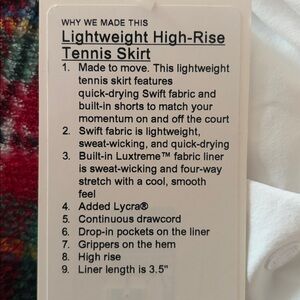 WHY WE MADE THIS
Lightweight High-Rise
Tennis Skirt
1. Made to move. This lightweight
tennis skirt features
quick-drying Swift fabric and
built-in shorts to match your
momentum on and off the court
2. Swift fabric is lightweight,
sweat-wicking, and quick-drying
3. Built-in Luxtreme™ fabric liner
is sweat-wicking and four-way
stretch with a cool, smooth
feel
4. Added Lycra®
5. Continuous drawcord
6. Drop-in pockets on the liner
7. Grippers on the hem
8. High rise
9. Liner length is 3.5"